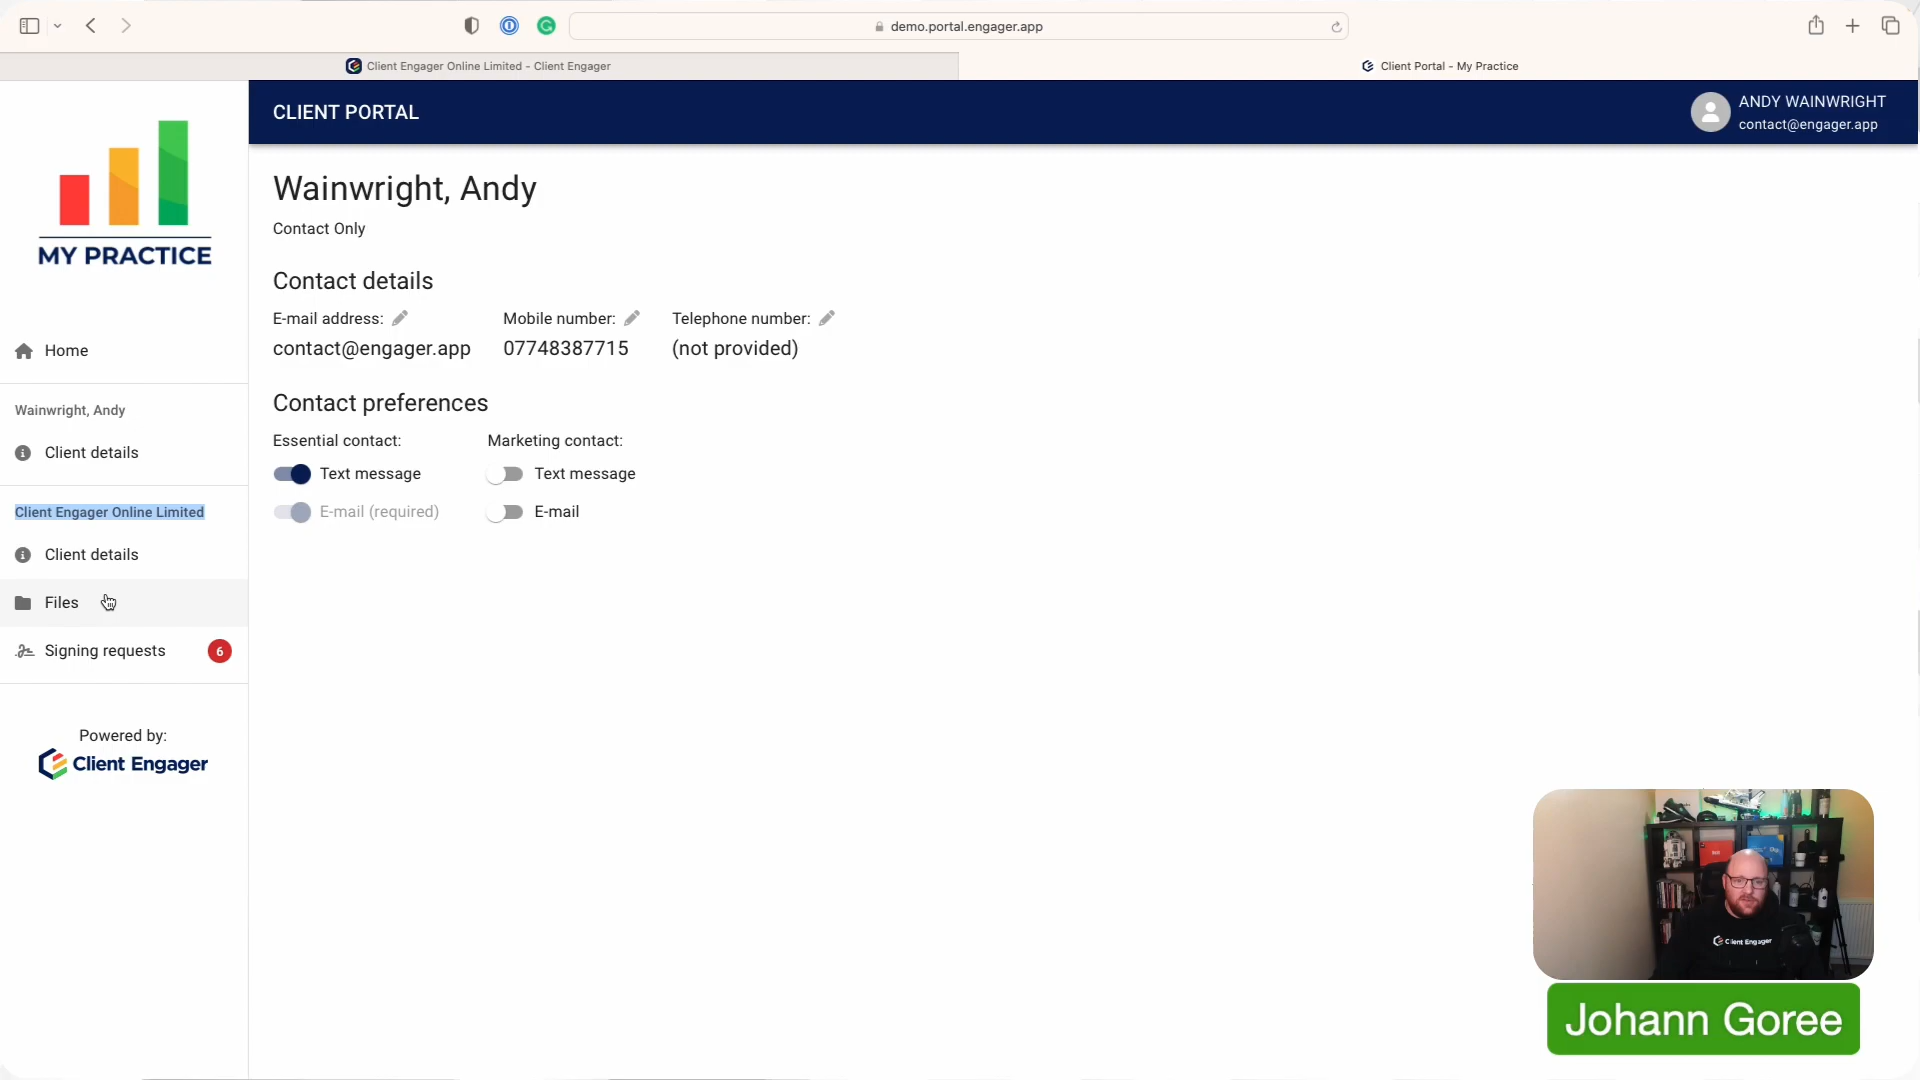 demo.portal.engager.app
Client Engager Online Limited - Client Engager
Client Portal - My Practice
MY PRACTICE
CLIENT PORTAL
ANDY WAINWRIGHT
contact@engager.app
Home
Wainwright, Andy
Client details
Client Engager Online Limited
Client details
Files
Signing requests 6
Powered by:
Client Engager
Wainwright, Andy
Contact Only
Contact details
E-mail address: Mobile number: Telephone number:
contact@engager.app 07748387715 (not provided)
Contact preferences
Essential contact: Marketing contact:
Text message Text message
E-mail (required) E-mail
Client Engager
Johann Goree